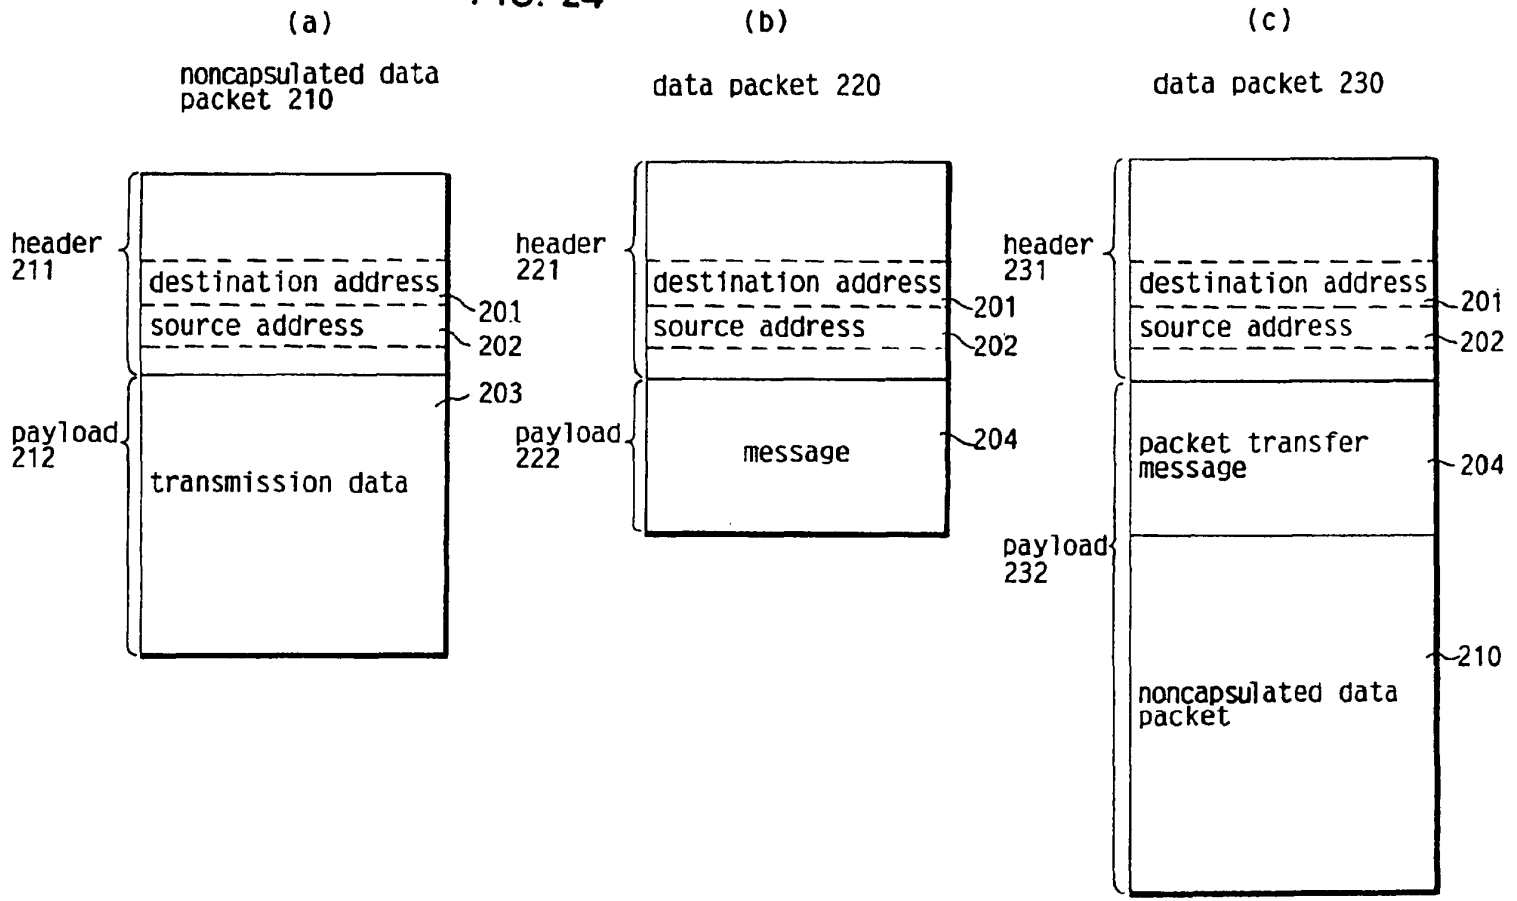 FIG. 24
(a)
noncapsulated data
packet 210
header
211
destination address
201
source address
202
203
payload
212
transmission data
(b)
data packet 220
header
221
destination address
201
source address
202
payload
222
message
204
(c)
data packet 230
header
231
destination address
201
source address
202
packet transfer
message
204
payload
232
210
noncapsulated data
packet